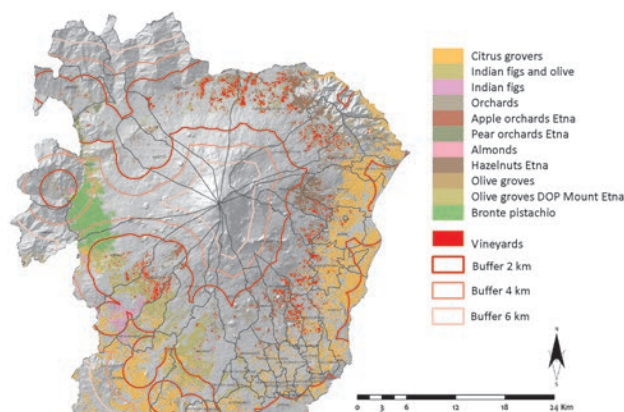 Citrus grovers
Indian figs and olive
Indian figs
Orchards
Apple orchards Etna
Pear orchards Etna
Almonds
Hazelnuts Etna
Olive groves
Olive groves DOP Mount Etna
Bronte pistachio
Vineyards
Buffer 2 km
Buffer 4 km
Buffer 6 km
0 3 6 12 18 24 Km